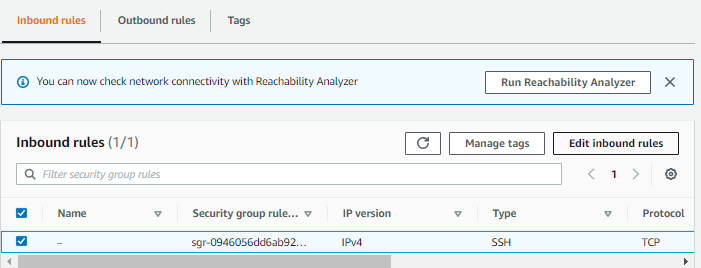 Inbound rules Outbound rules Tags
You can now check network connectivity with Reachability Analyzer Run Reachability Analyzer
Inbound rules (1/1) Manage tags Edit inbound rules
Filter security group rules 1
Name Security group rule... IP version Type Protocol
– sgr-0946056dd6ab92... IPv4 SSH TCP